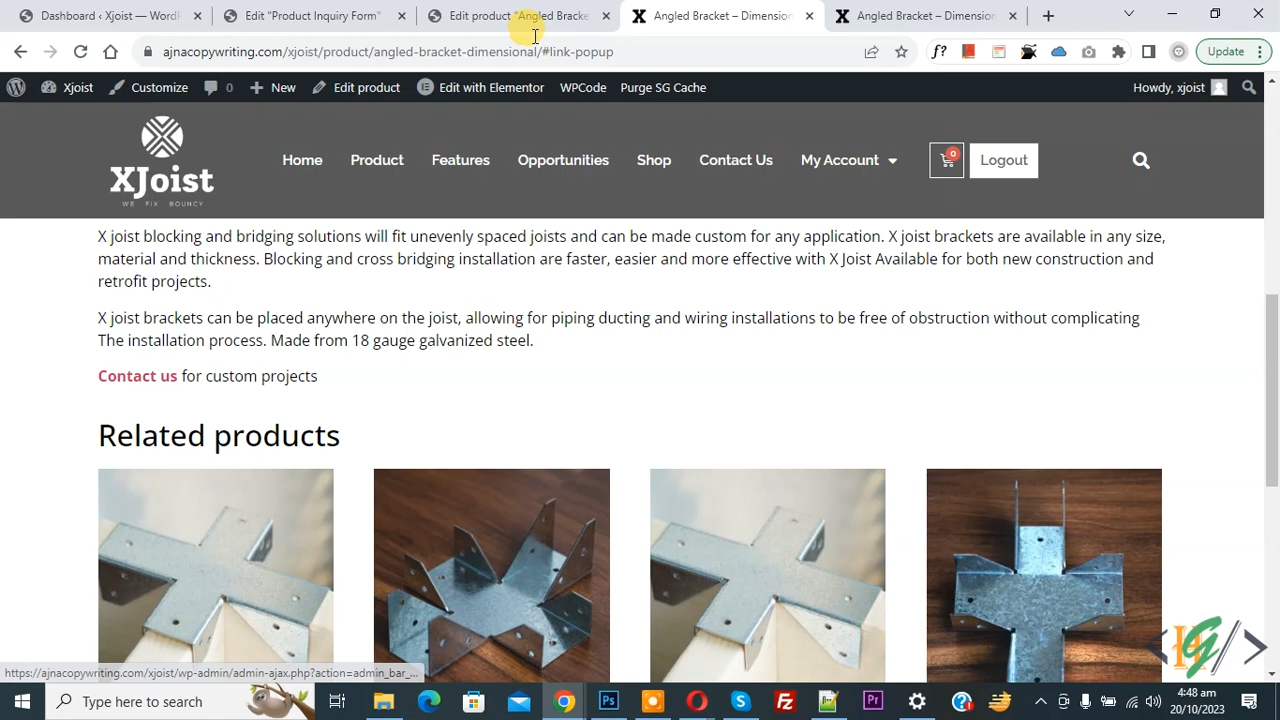 Dashboard ‹ Xjoist — WordP
Edit "Product Inquiry Form"
Edit product "Angled Bracke
Angled Bracket – Dimension
Angled Bracket – Dimension
ajnacopywriting.com/xjoist/product/angled-bracket-dimensional/#link-popup
f?
Update
Xjoist
Customize
0
New
Edit product
Edit with Elementor
WPCode
Purge SG Cache
Howdy, xjoist
XJoist
WE FIX BOUNCY
Home
Product
Features
Opportunities
Shop
Contact Us
My Account
0
Logout
X joist blocking and bridging solutions will fit unevenly spaced joists and can be made custom for any application. X joist brackets are available in any size,
material and thickness. Blocking and cross bridging installation are faster, easier and more effective with X Joist Available for both new construction and
retrofit projects.
X joist brackets can be placed anywhere on the joist, allowing for piping ducting and wiring installations to be free of obstruction without complicating
The installation process. Made from 18 gauge galvanized steel.
Contact us for custom projects
Related products
https://ajnacopywriting.com/xjoist/wp-admin/admin-ajax.php?action=admin_bar_...
HG
Type here to search
Ps
Pr
4:48 am
20/10/2023